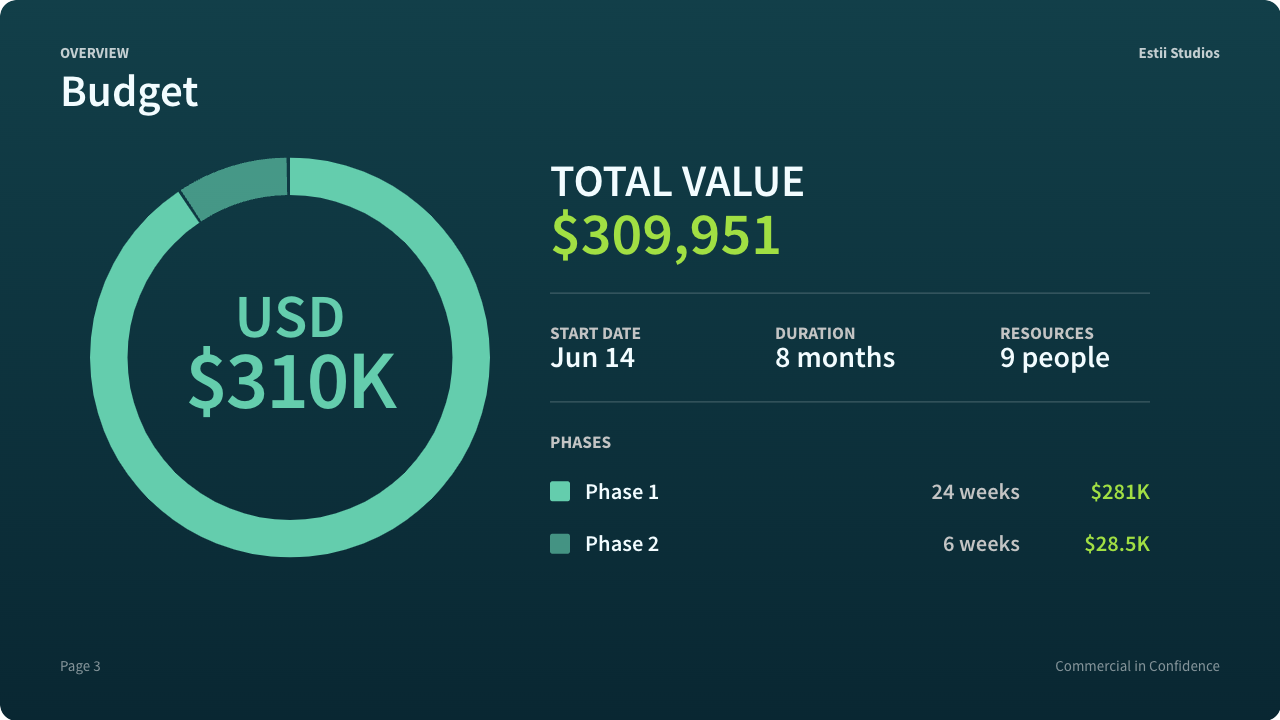 OVERVIEW
Estii Studios
Budget
USD
$310K
TOTAL VALUE
$309,951
START DATE
Jun 14
DURATION
8 months
RESOURCES
9 people
PHASES
Phase 1 24 weeks $281K
Phase 2 6 weeks $28.5K
Page 3
Commercial in Confidence